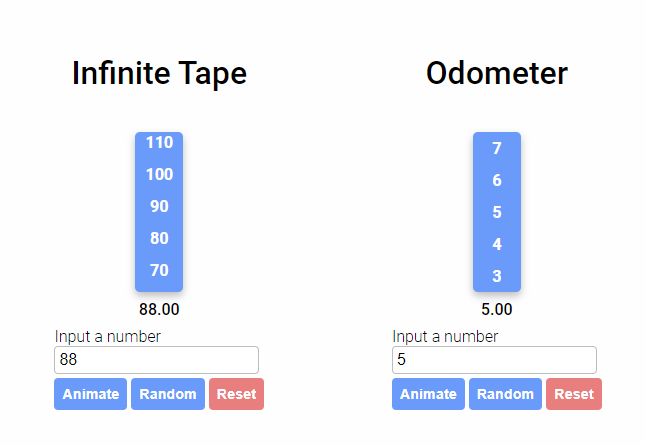 Infinite Tape
110
100
90
80
70
88.00
Input a number
88
Animate Random Reset
Odometer
7
6
5
4
3
5.00
Input a number
5
Animate Random Reset